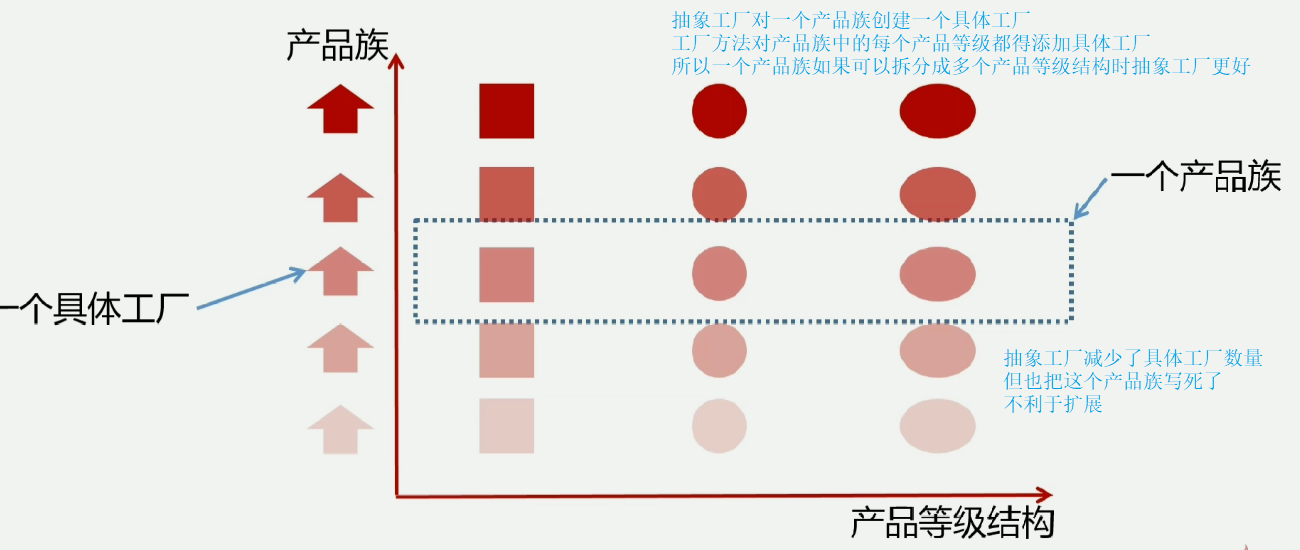 抽象工厂对一个产品族创建一个具体工厂
工厂方法对产品族中的每个产品等级都得添加具体工厂
所以一个产品族如果可以拆分成多个产品等级结构时抽象工厂更好
产品族
一个产品族
一个具体工厂
抽象工厂减少了具体工厂数量
但也把这个产品族写死了
不利于扩展
产品等级结构